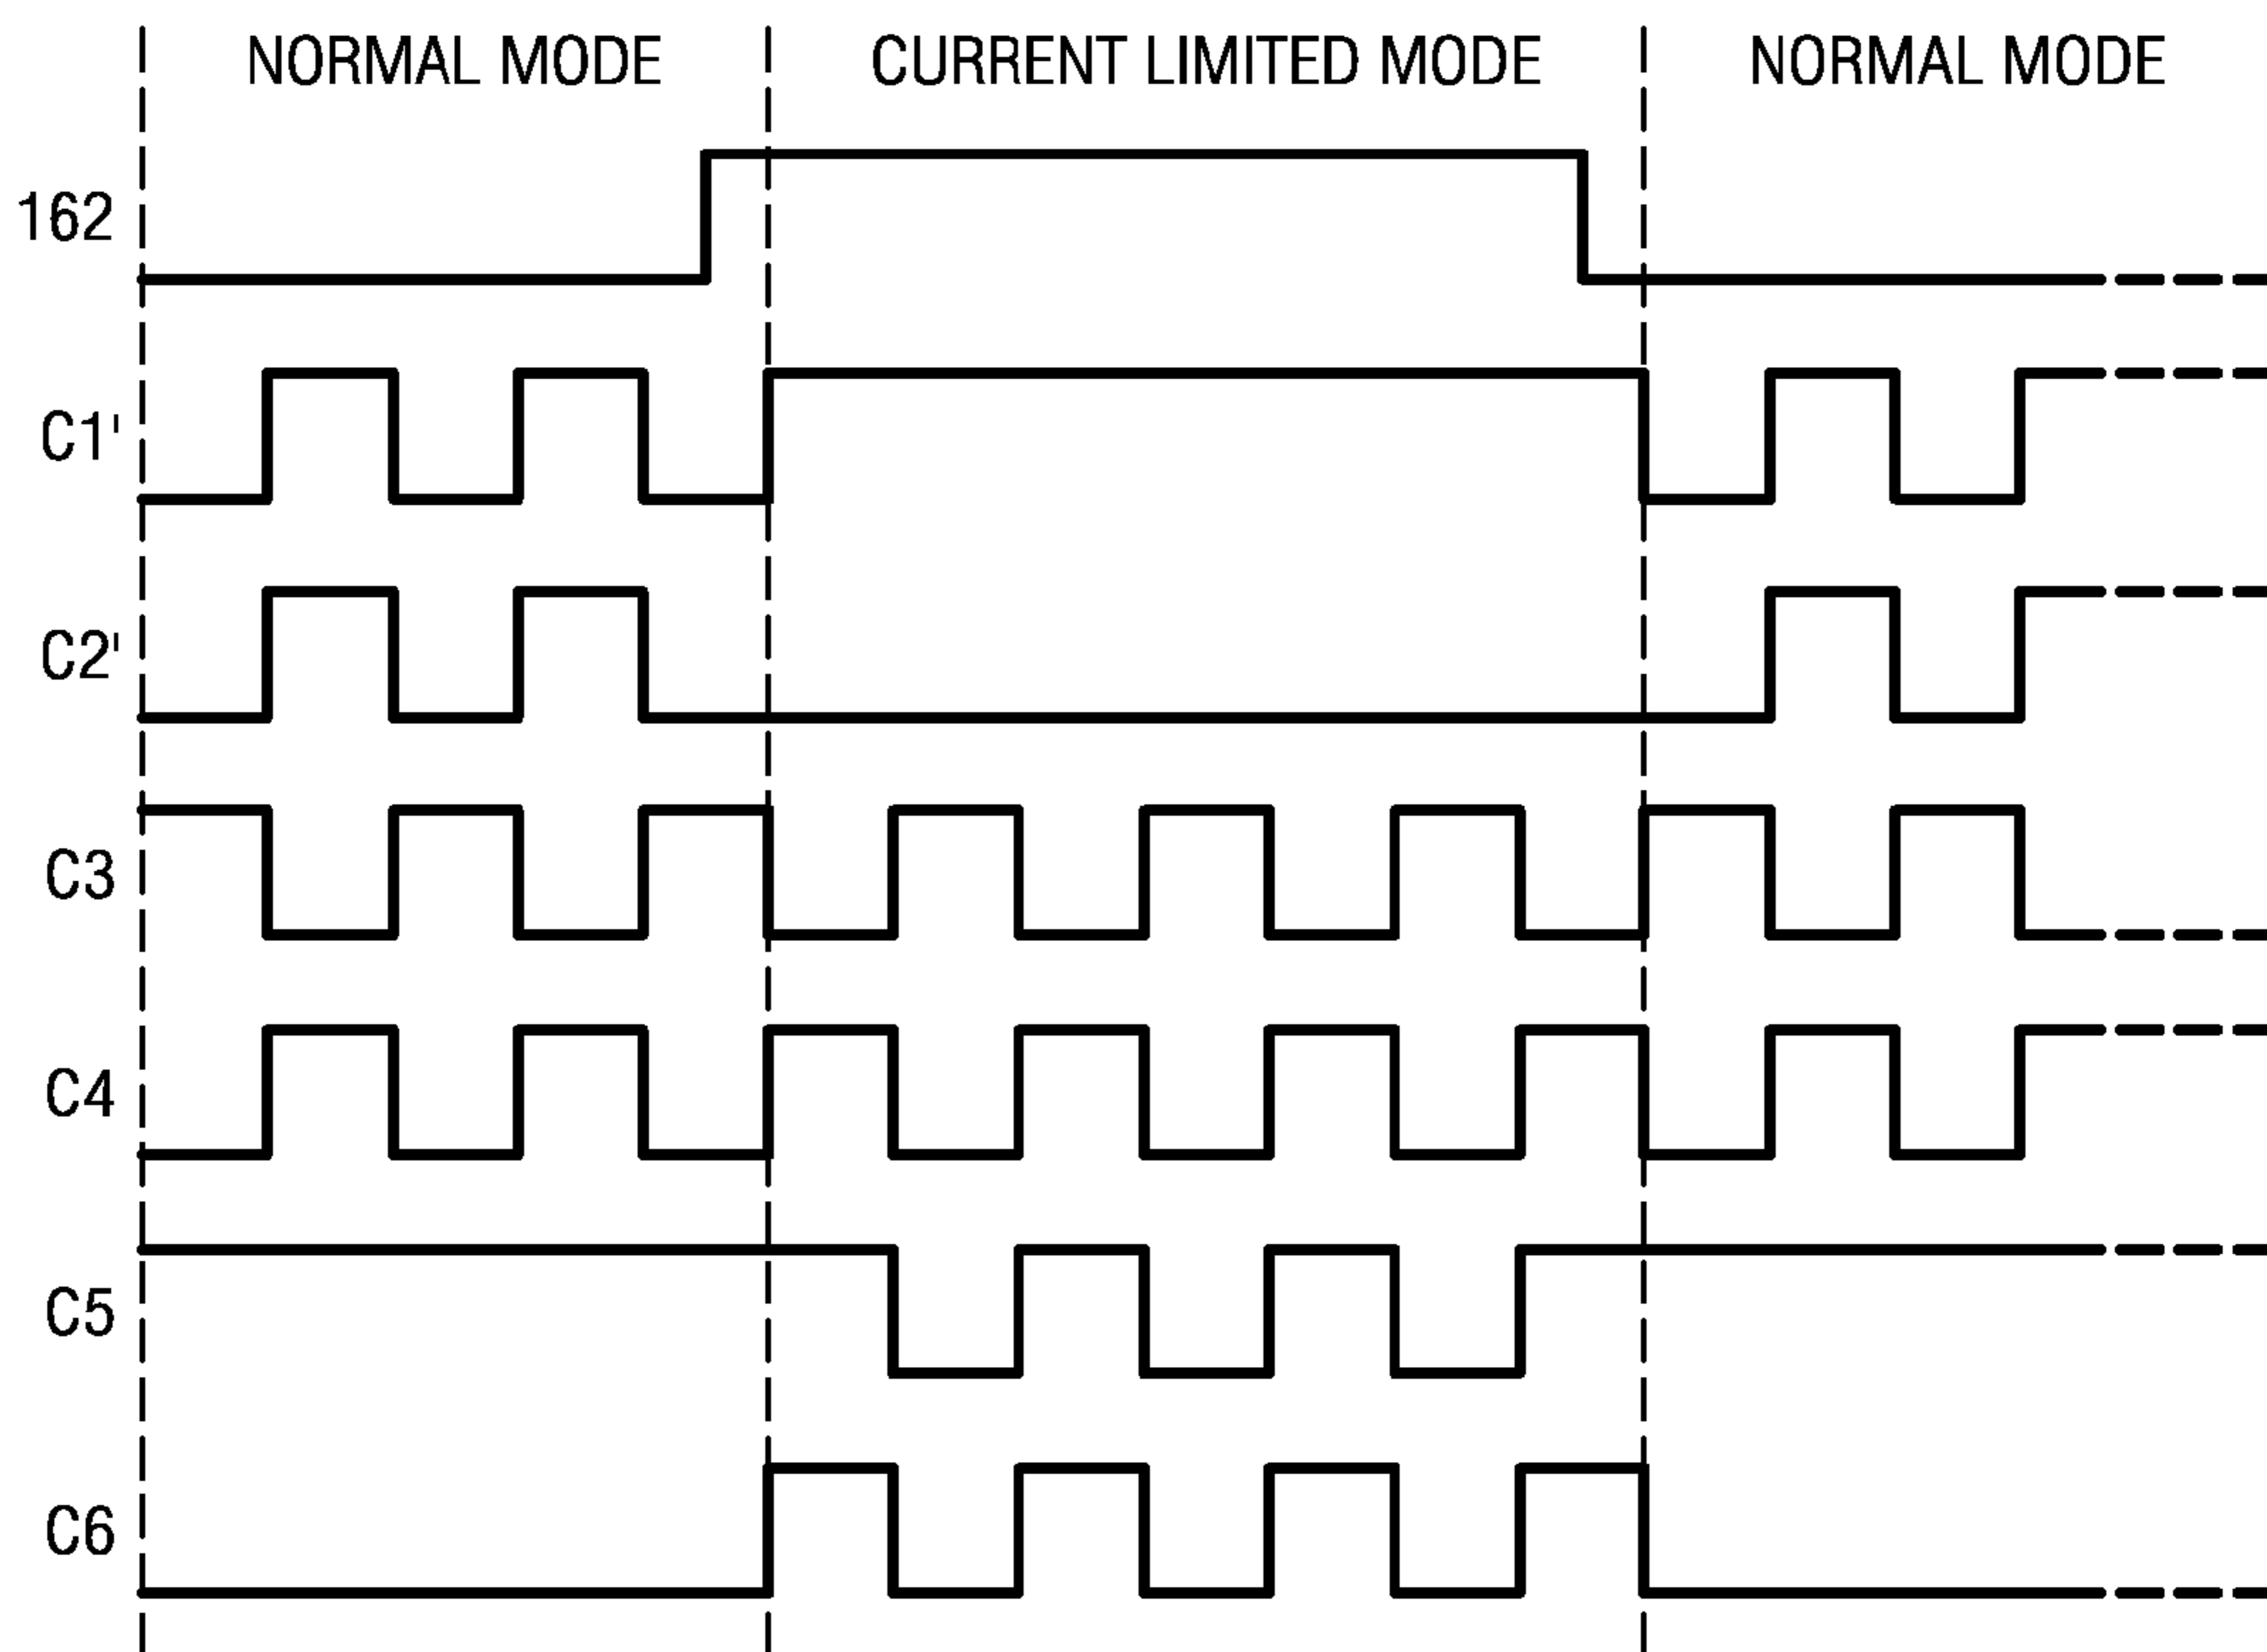 NORMAL MODE CURRENT LIMITED MODE NORMAL MODE
162
C1'
C2'
C3
C4
C5
C6